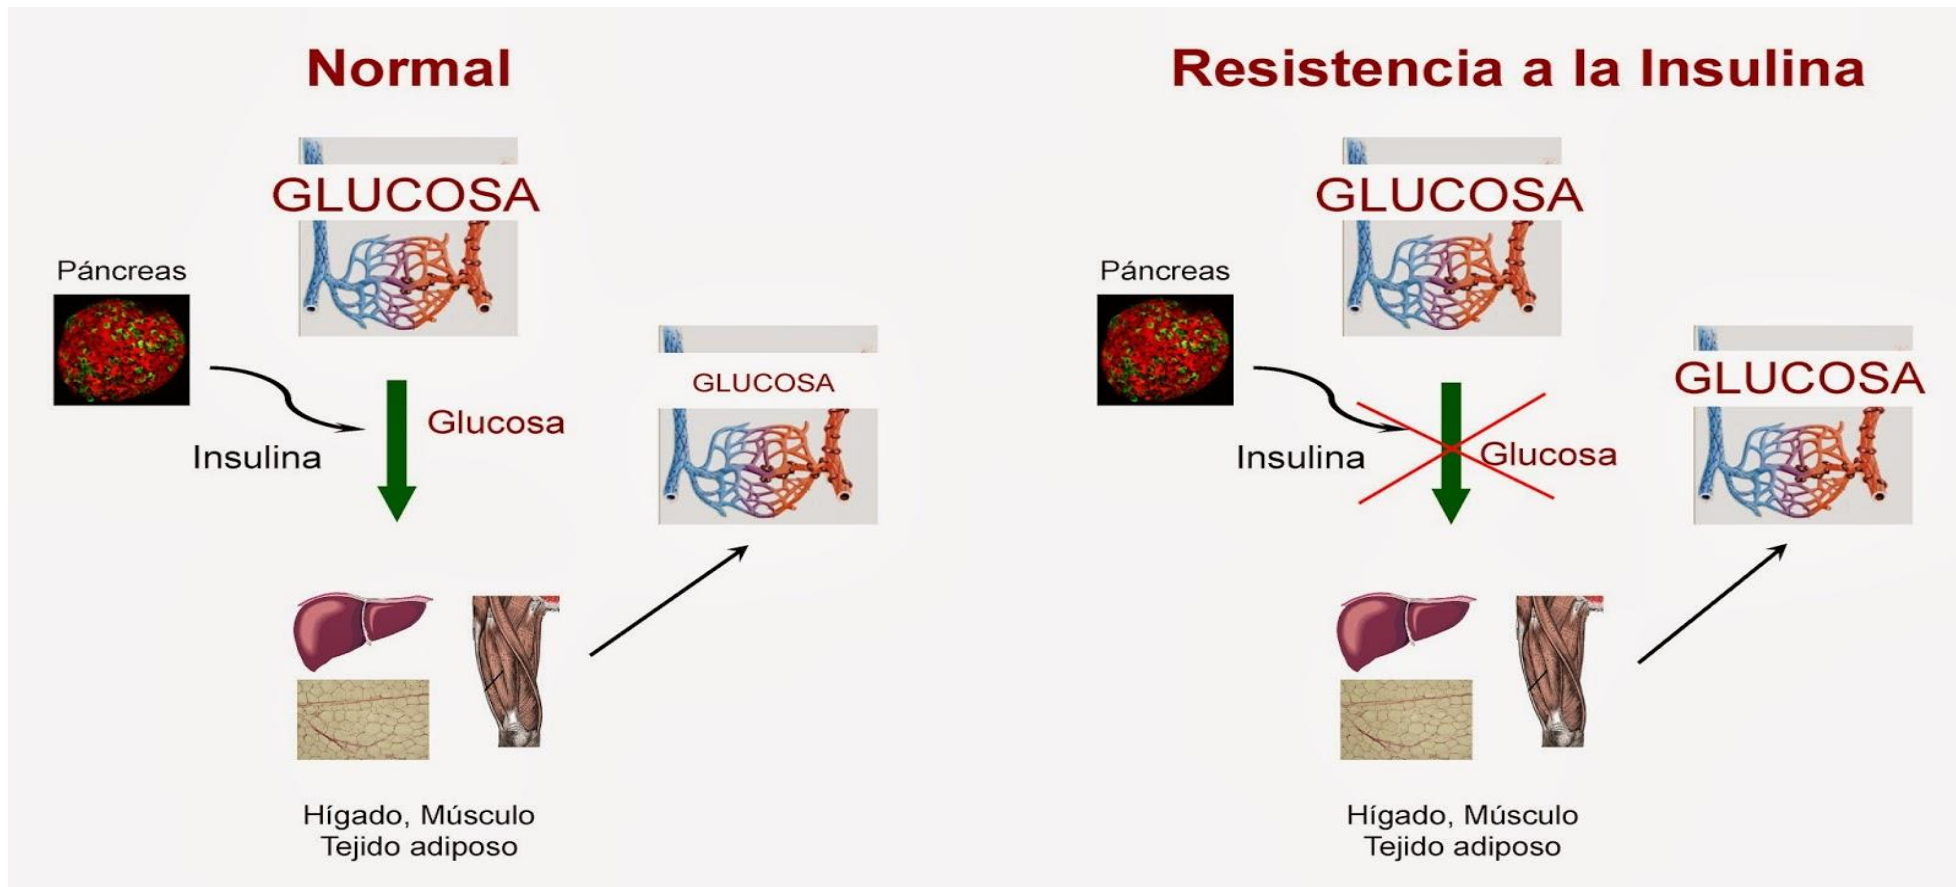 Normal
GLUCOSA
Páncreas
GLUCOSA
Glucosa
Insulina
Hígado, Músculo
Tejido adiposo
Resistencia a la Insulina
GLUCOSA
Páncreas
GLUCOSA
Glucosa
Insulina
Hígado, Músculo
Tejido adiposo